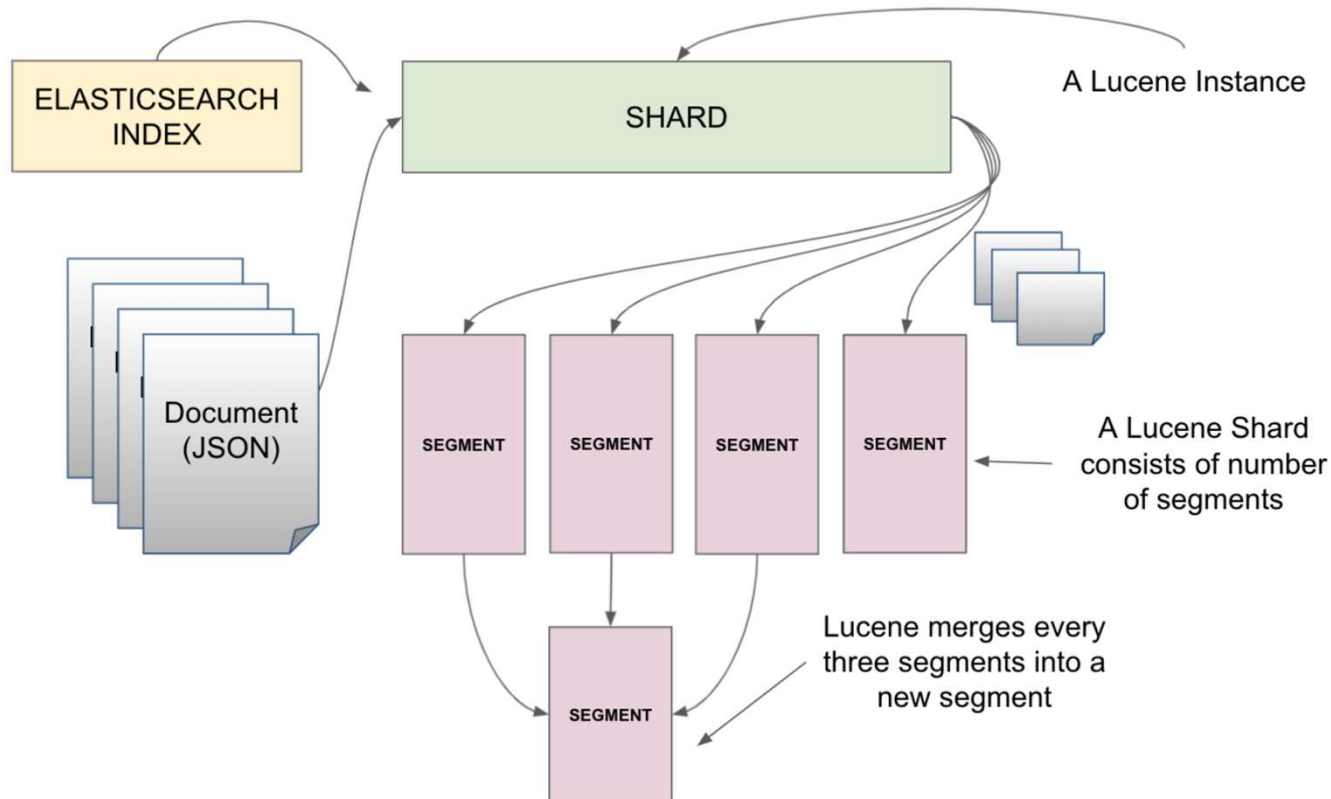 ELASTICSEARCH
INDEX
SHARD
A Lucene Instance
Document
(JSON)
SEGMENT
SEGMENT
SEGMENT
SEGMENT
A Lucene Shard
consists of number
of segments
Lucene merges every
three segments into a
new segment
SEGMENT